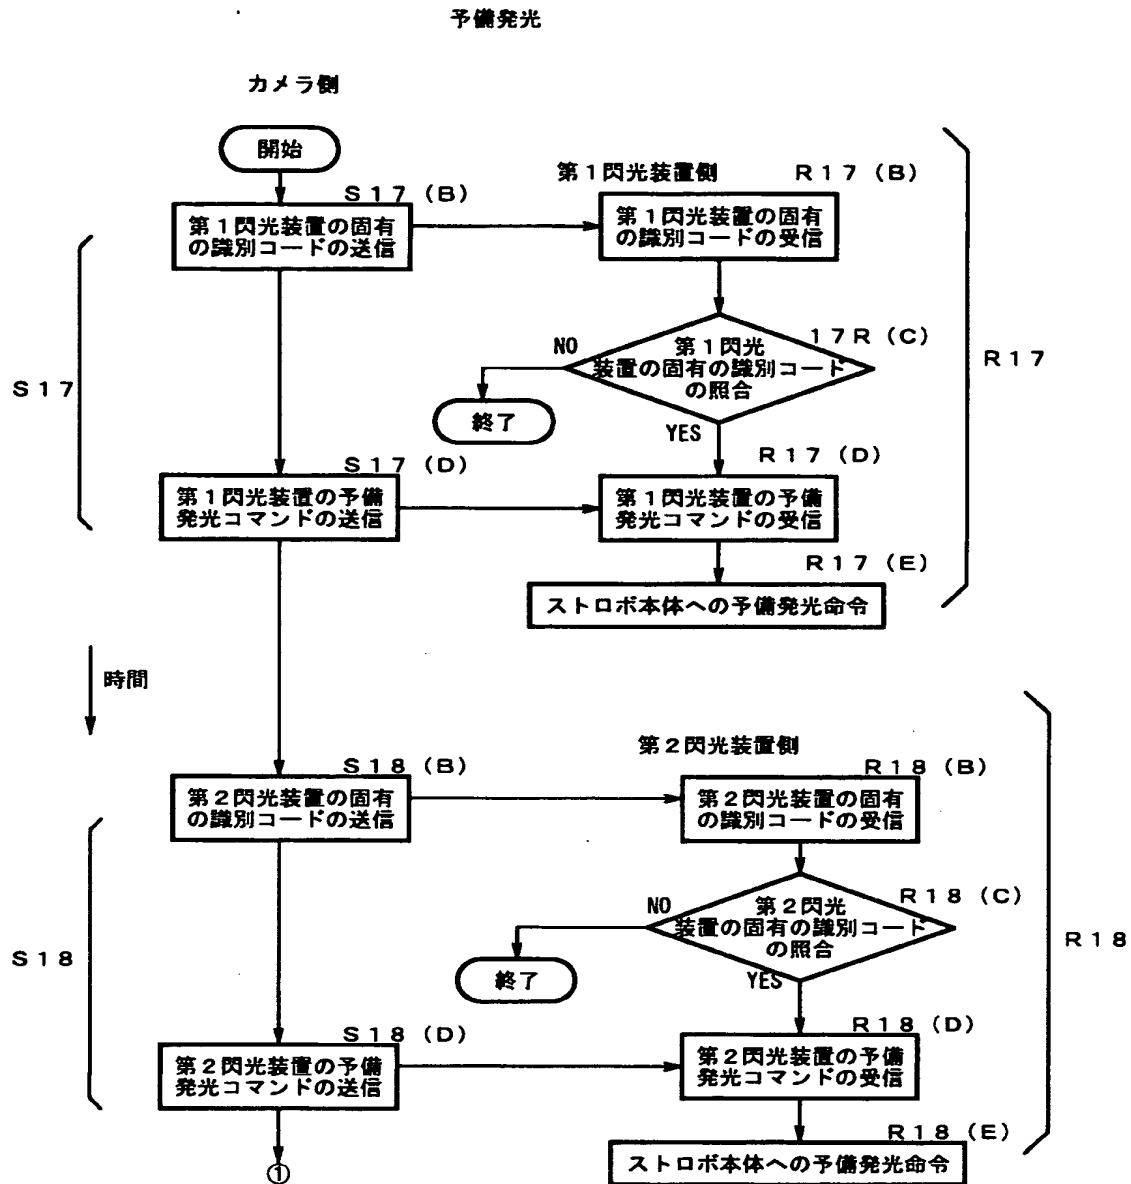 予備発光
カメラ側
開始
第1閃光装置側
R17(B)
S17(B)
第1閃光装置の固有
の識別コードの送信
第1閃光装置の固有
の識別コードの受信
17R(C)
NO
第1閃光
装置の固有の識別コード
の照合
R17
S17
終了
YES
S17(D)
R17(D)
第1閃光装置の予備
発光コマンドの送信
第1閃光装置の予備
発光コマンドの受信
R17(E)
ストロボ本体への予備発光命令
時間
第2閃光装置側
S18(B)
R18(B)
第2閃光装置の固有
の識別コードの送信
第2閃光装置の固有
の識別コードの受信
R18(C)
NO
第2閃光
装置の固有の識別コード
の照合
R18
S18
終了
YES
S18(D)
R18(D)
第2閃光装置の予備
発光コマンドの送信
第2閃光装置の予備
発光コマンドの受信
R18(E)
①
ストロボ本体への予備発光命令